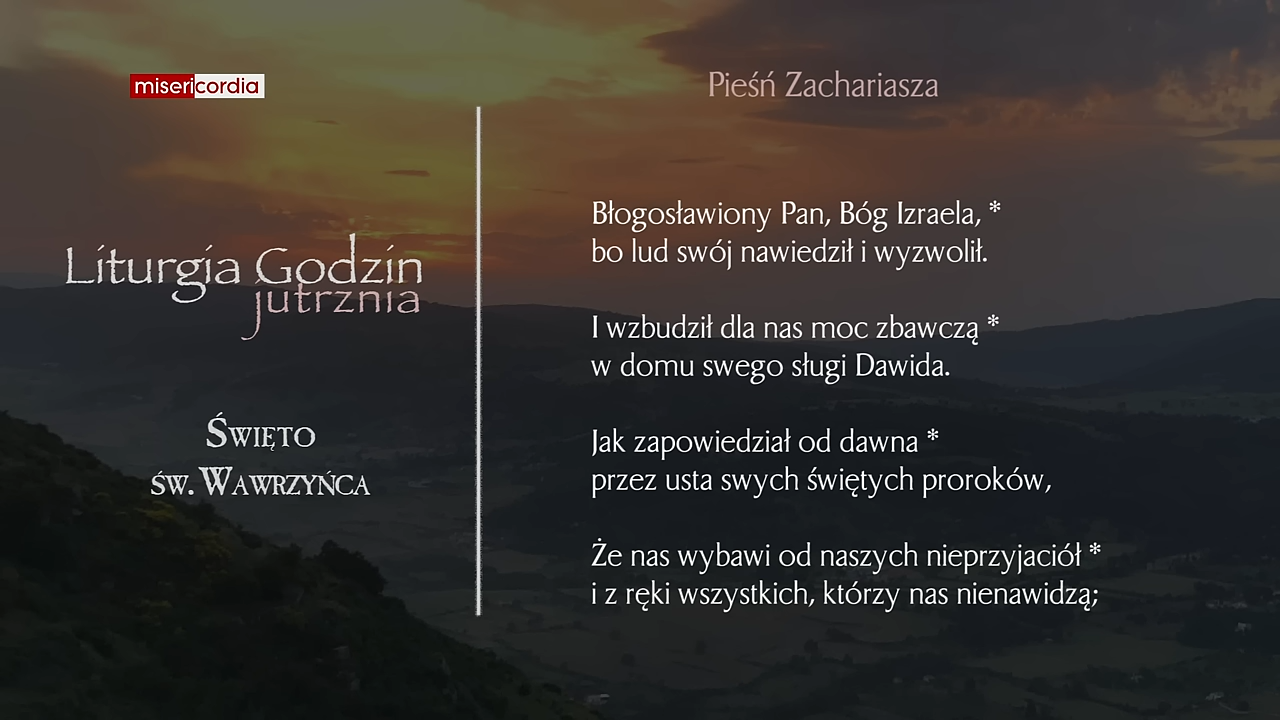 misericordia
Liturgia Godzin
jutrznia
Święto
św. Wawrzyńca
Pieśń Zachariasza
Błogosławiony Pan, Bóg Izraela, *
bo lud swój nawiedził i wyzwolił.
I wzbudził dla nas moc zbawczą *
w domu swego sługi Dawida.
Jak zapowiedział od dawna *
przez usta swych świętych proroków,
Że nas wybawi od naszych nieprzyjaciół *
i z ręki wszystkich, którzy nas nienawidzą;